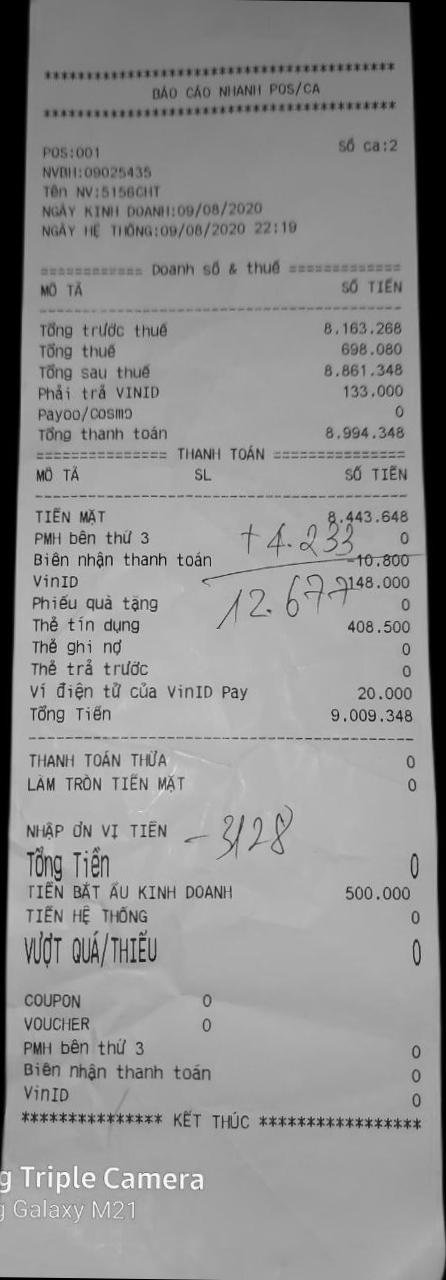 ****************************************
BÁO CÁO NHANH POS/CA
****************************************
POS:001 Số ca:2
NVBH:09025435
Tên NV:5156CHT
NGÀY KINH DOANH:09/08/2020
NGÀY HỆ THỐNG:09/08/2020 22:19
============ Doanh số & thuế =============
MÔ TẢ SỐ TIỀN
Tổng trước thuế 8.163.268
Tổng thuế 698.080
Tổng sau thuế 8.861.348
Phải trả VINID 133.000
Payoo/Cosmo 0
Tổng thanh toán 8.994.348
=============== THANH TOÁN ===============
MÔ TẢ SL SỐ TIỀN
TIỀN MẶT 8.443.648
PMH bên thứ 3 0
+4.233
Biên nhận thanh toán -10.800
VinID 148.000
12.677
Phiếu quà tặng 0
Thẻ tín dụng 408.500
Thẻ ghi nợ 0
Thẻ trả trước 0
Ví điện tử của VinID Pay 20.000
Tổng Tiền 9.009.348
THANH TOÁN THỪA 0
LÀM TRÒN TIỀN MẶT 0
NHẬP ƠN VỊ TIỀN -3128
Tổng Tiền 0
TIỀN BẮT ẦU KINH DOANH 500.000
TIỀN HỆ THỐNG 0
VƯỢT QUÁ/THIẾU 0
COUPON 0
VOUCHER 0
PMH bên thứ 3 0
Biên nhận thanh toán 0
VinID 0
*************** KẾT THÚC *****************
g Triple Camera
g Galaxy M21